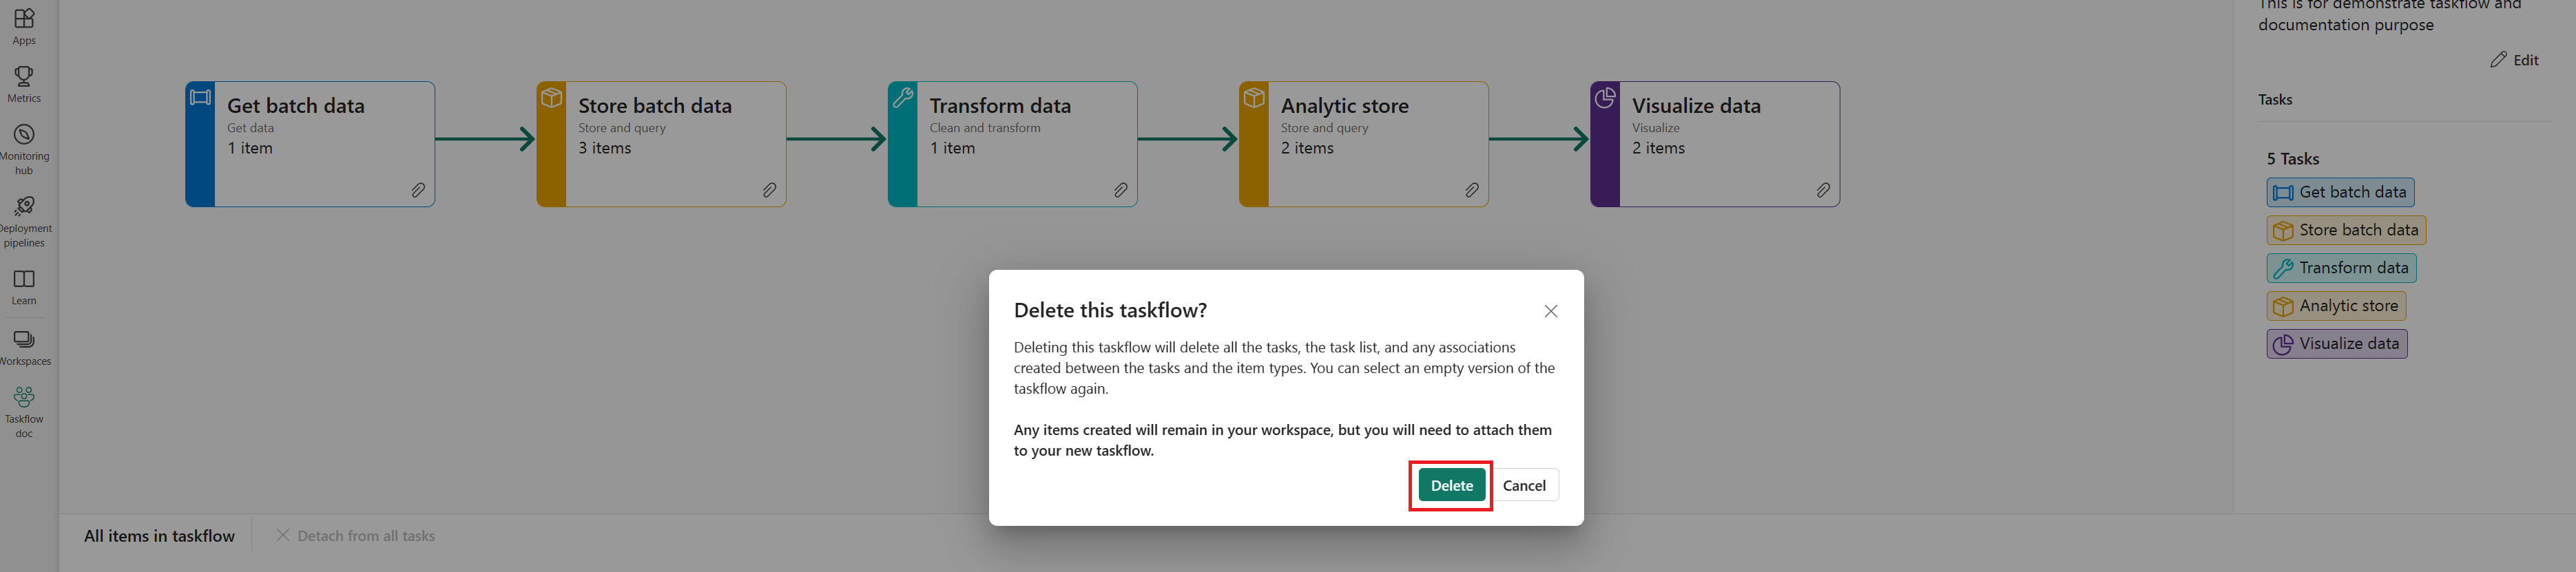 Apps
Metrics
Monitoring
hub
Deployment
pipelines
Learn
Workspaces
Taskflow
doc
Get batch data
Get data
1 item
Store batch data
Store and query
3 items
Transform data
Clean and transform
1 item
Analytic store
Store and query
2 items
Visualize data
Visualize
2 items
This is for demonstrate taskflow and
documentation purpose
Edit
Tasks
5 Tasks
Get batch data
Store batch data
Transform data
Analytic store
Visualize data
Delete this taskflow?
Deleting this taskflow will delete all the tasks, the task list, and any associations
created between the tasks and the item types. You can select an empty version of the
taskflow again.
Any items created will remain in your workspace, but you will need to attach them
to your new taskflow.
Delete
Cancel
All items in taskflow
Detach from all tasks